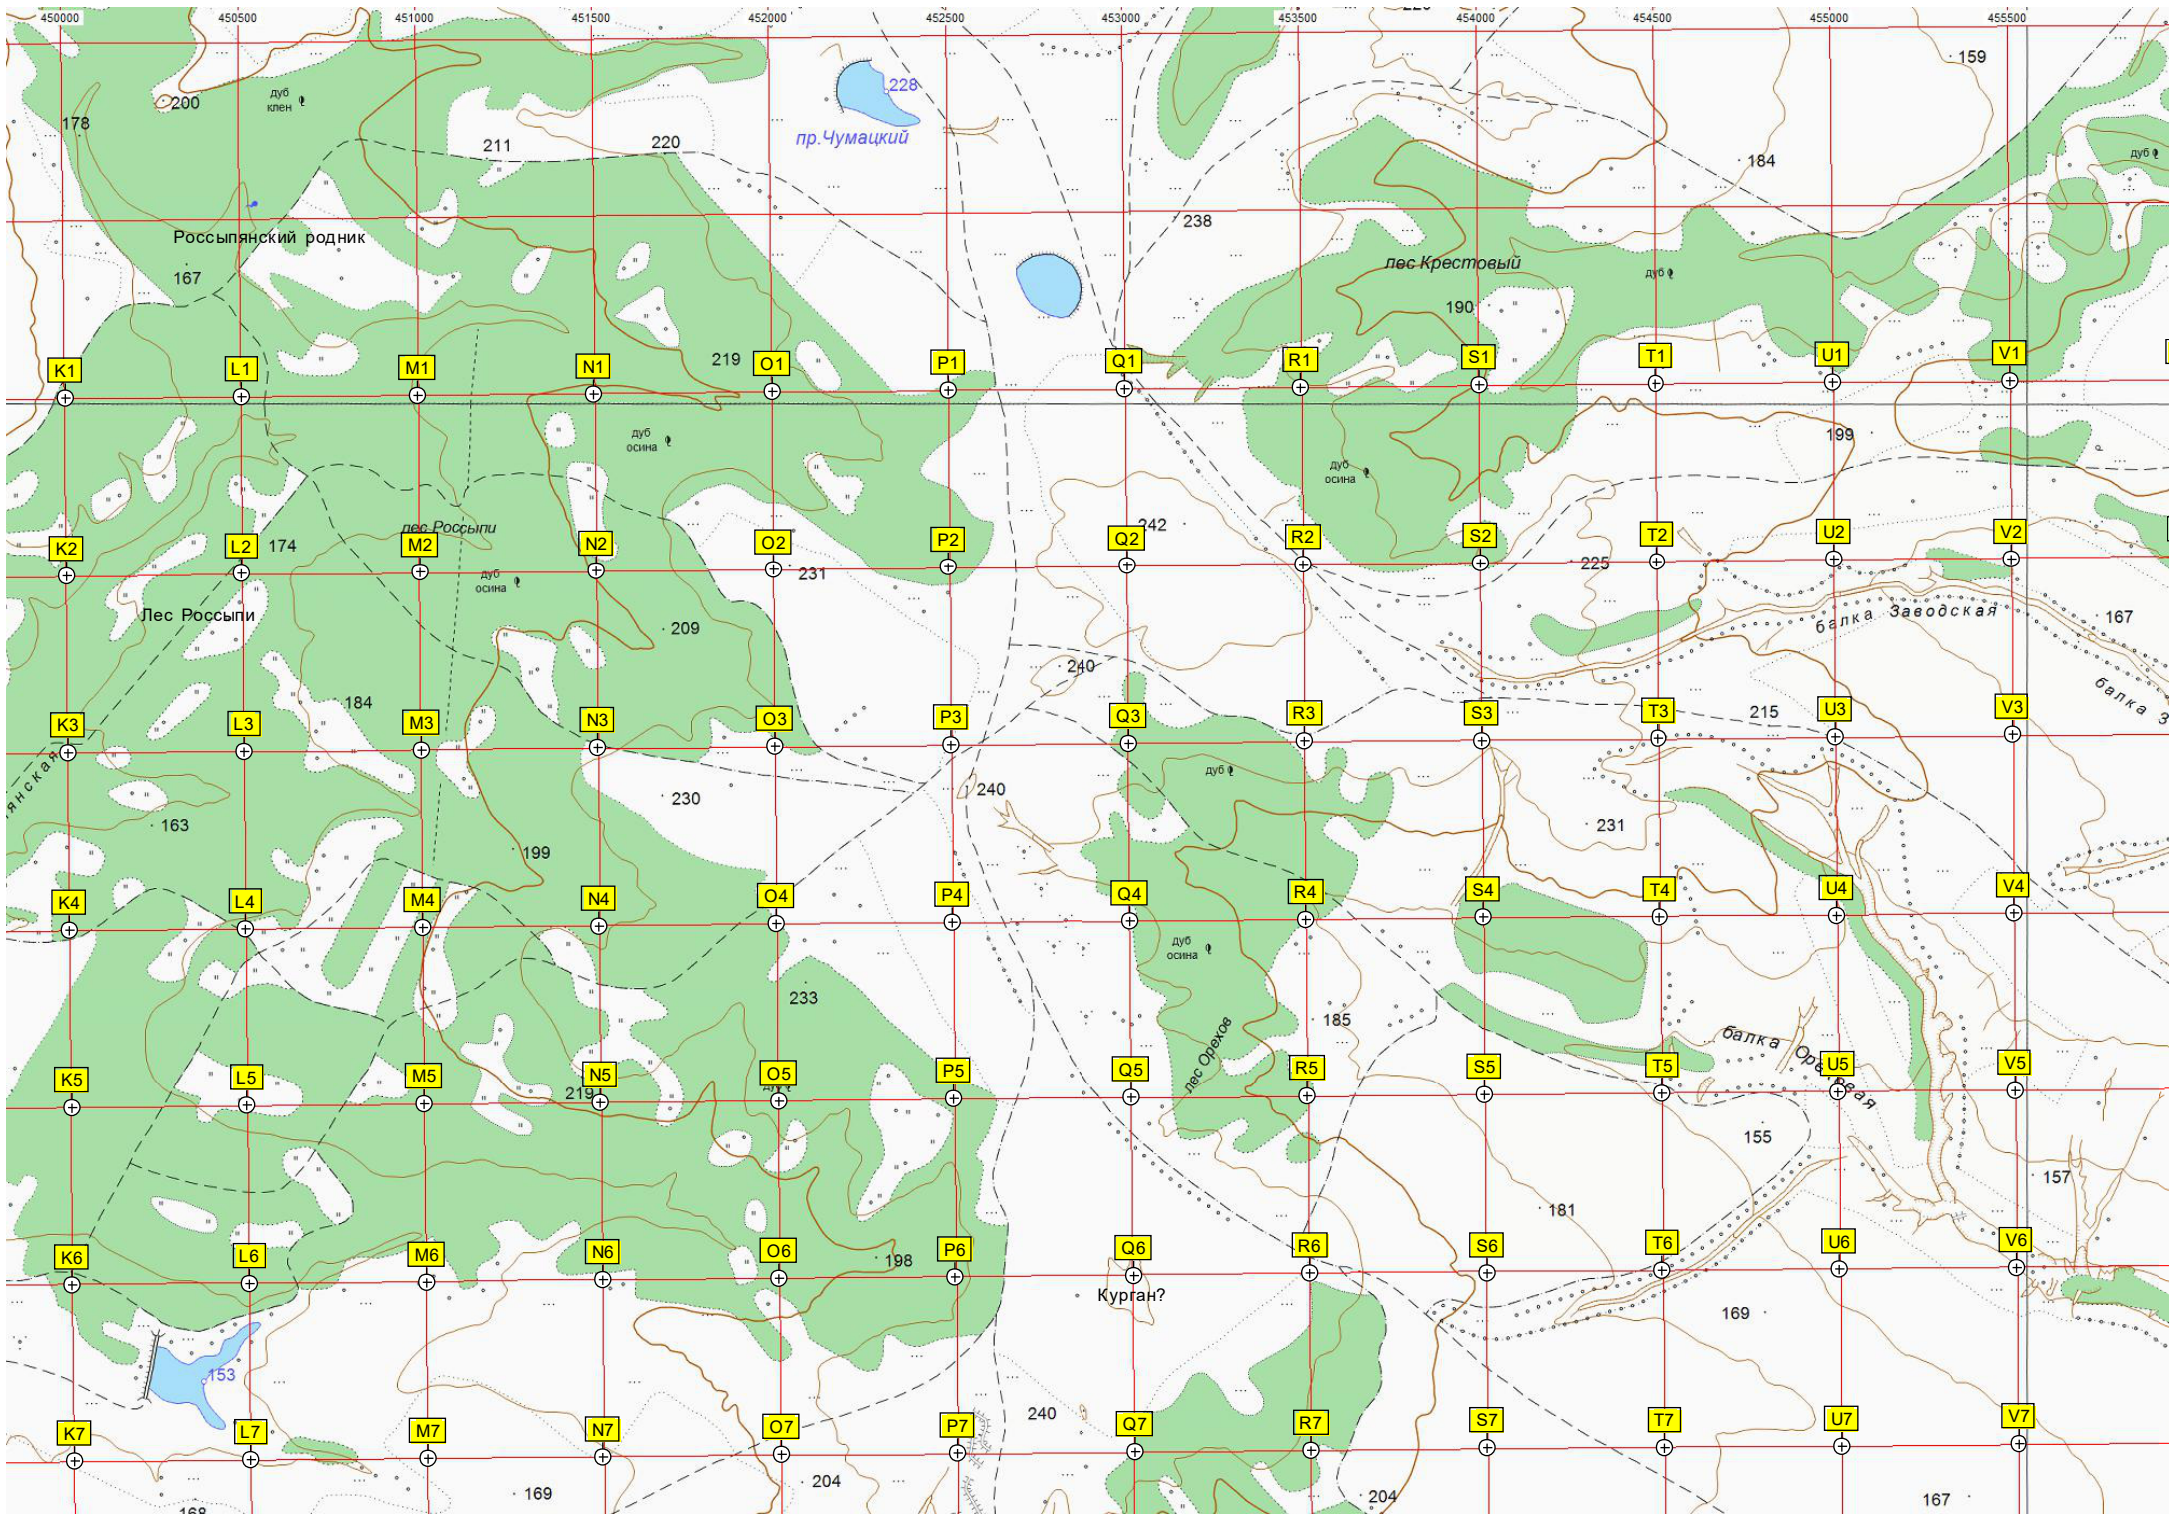 450000 450500 451000 451500 452000 452500 453000 453500 454000 454500 455000 455500
159
228
200
дуб
клен
178
пр.Чумацкий
211
220
184
дуб
238
Россыпянский родник
167
лес Крестовый
дуб
190
219
K1 L1 M1 N1 O1 P1 Q1 R1 S1 T1 U1 V1
199
дуб
осина
дуб
осина
лес Россыпи
242
174
K2 L2 M2 N2 O2 P2 Q2 R2 S2 T2 U2 V2
231
225
дуб
осина
Лес Россыпи
балка Заводская
167
209
240
балка З
184
215
K3 L3 M3 N3 O3 P3 Q3 R3 S3 T3 U3 V3
янская
дуб
230
240
163
231
199
K4 L4 M4 N4 O4 P4 Q4 R4 S4 T4 U4 V4
дуб
осина
233
185
лес Орехов
балка Ореховая
K5 L5 M5 N5 O5 P5 Q5 R5 S5 T5 U5 V5
219
155
157
181
K6 L6 M6 N6 O6 P6 Q6 R6 S6 T6 U6 V6
198
Курган?
169
153
240
K7 L7 M7 N7 O7 P7 Q7 R7 S7 T7 U7 V7
204
169
204
167
168